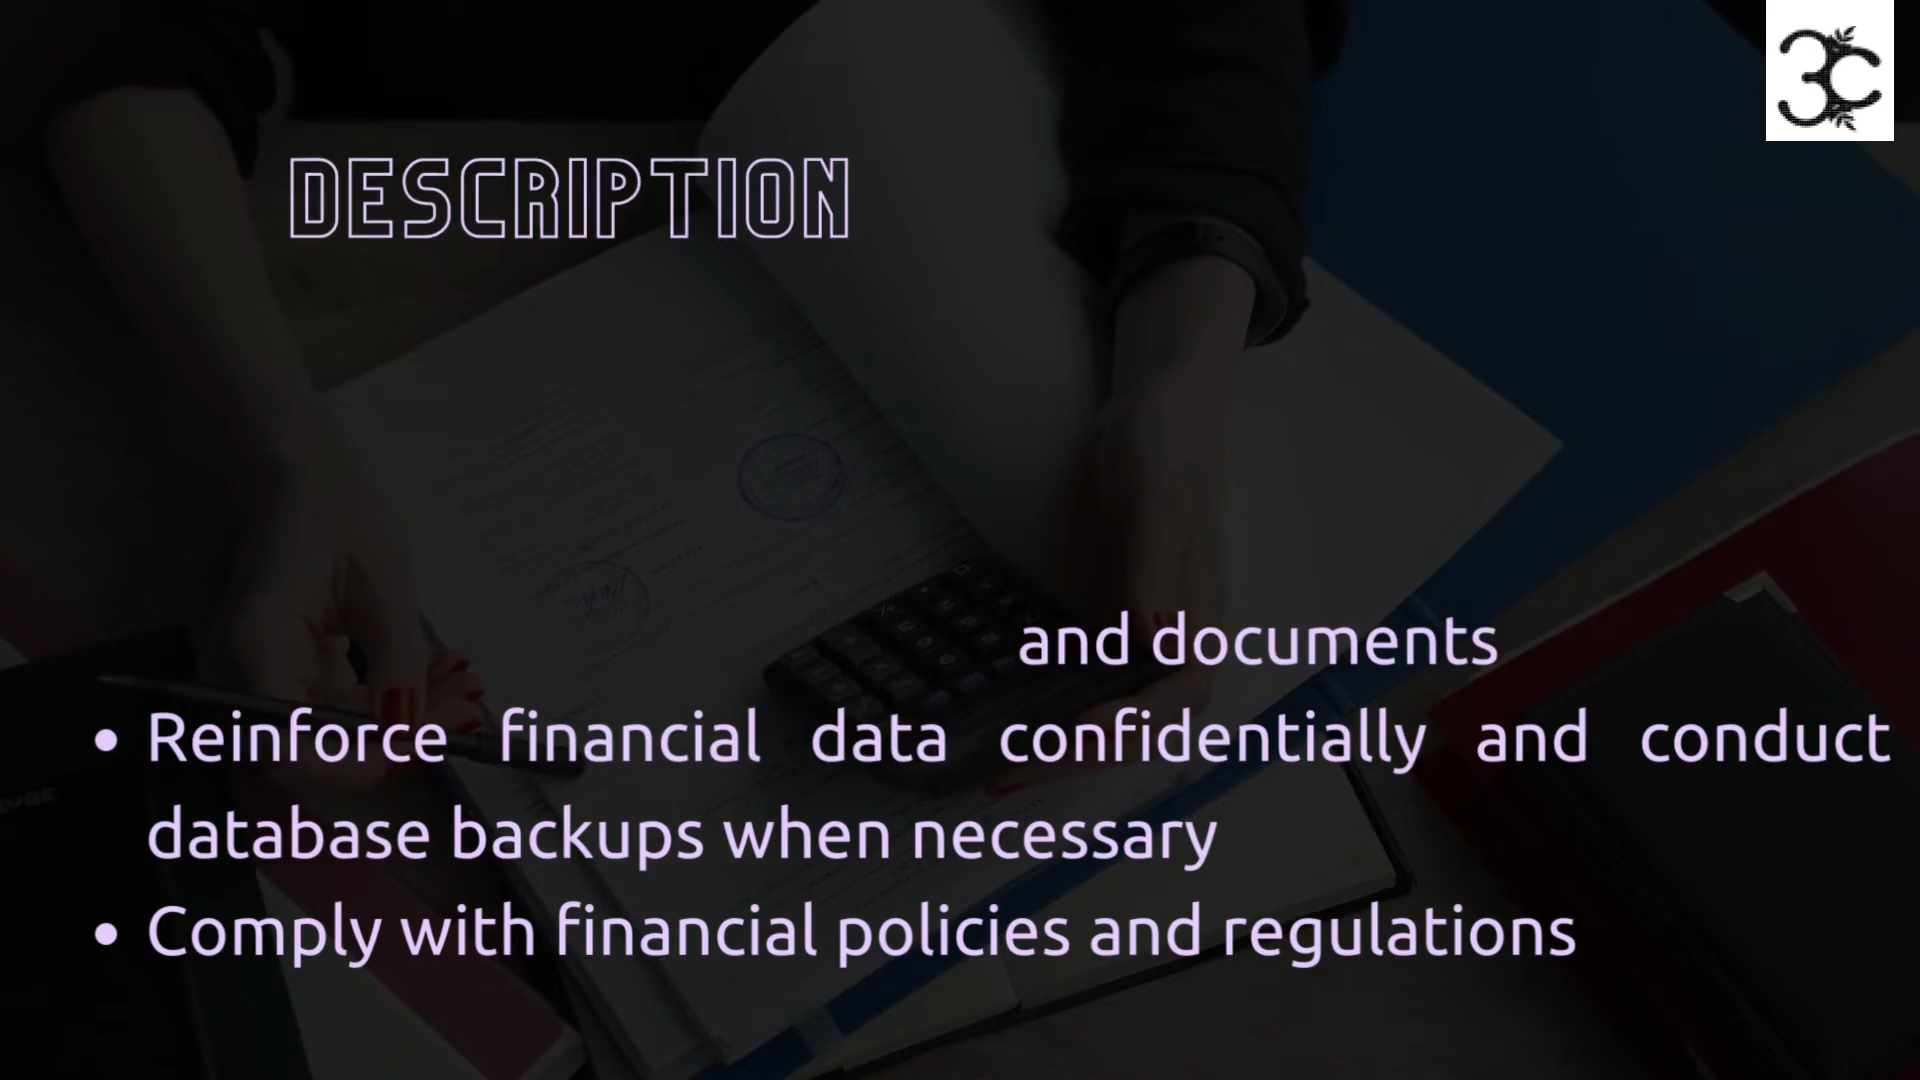 3C
DESCRIPTION
and documents
• Reinforce financial data confidentially and conduct
database backups when necessary
• Comply with financial policies and regulations